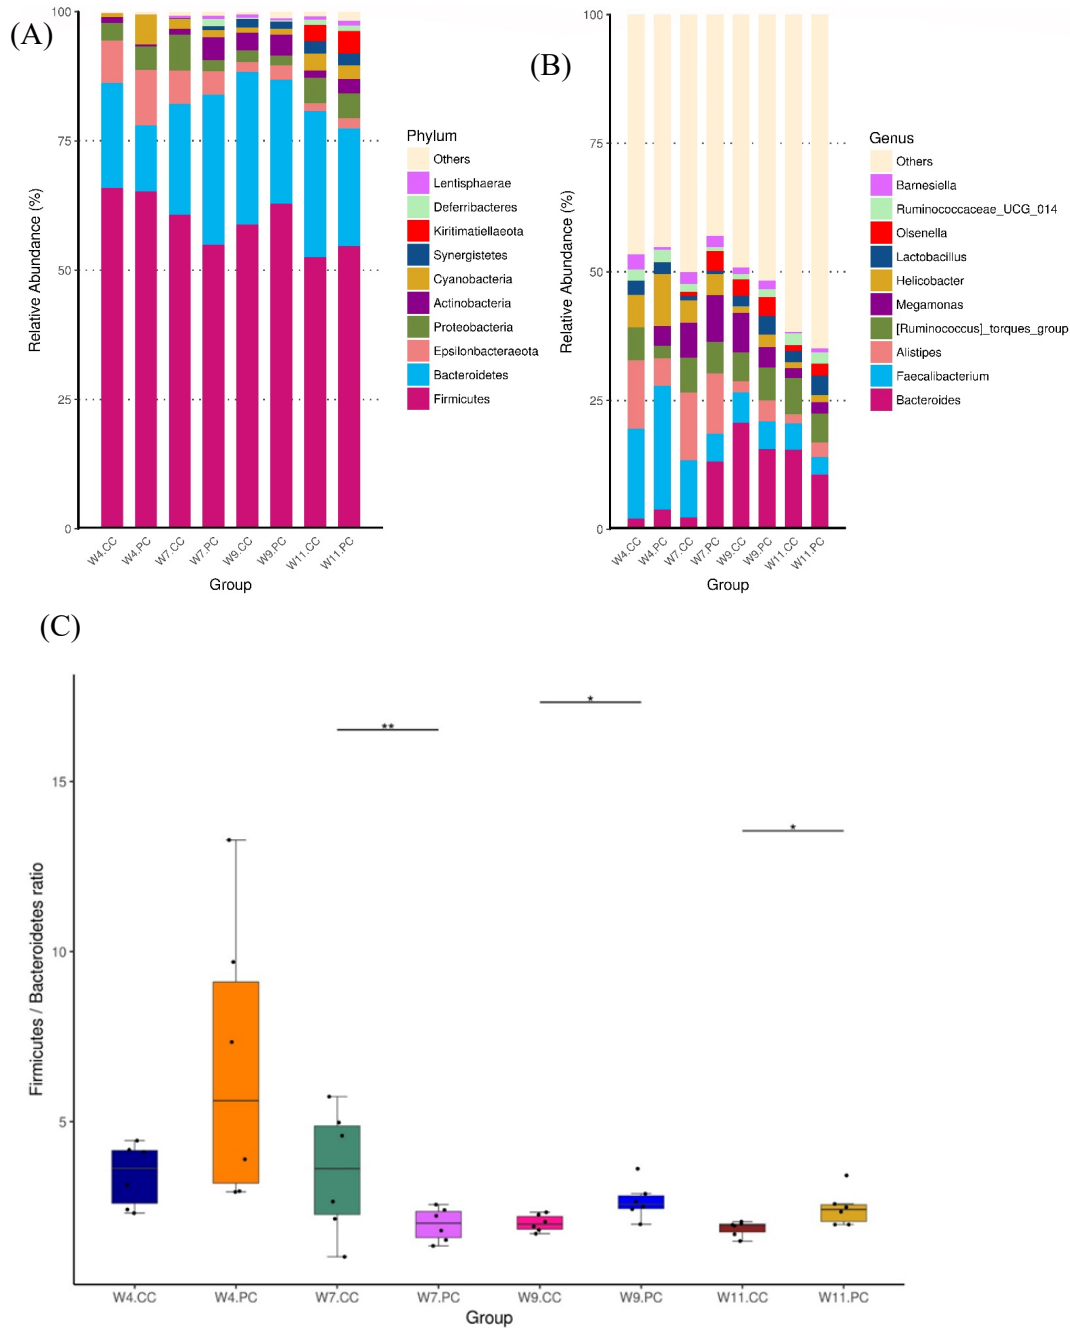 (A)
Relative Abundance (%)
100
75
50
25
0
W4.CC
W4.PC
W7.CC
W7.PC
W9.CC
W9.PC
W11.CC
W11.PC
Group
Phylum
Others
Lentisphaerae
Deferribacteres
Kiritimatiellaeota
Synergistetes
Cyanobacteria
Actinobacteria
Proteobacteria
Epsilonbacteraeota
Bacteroidetes
Firmicutes
(B)
Relative Abundance (%)
100
75
50
25
0
W4.CC
W4.PC
W7.CC
W7.PC
W9.CC
W9.PC
W11.CC
W11.PC
Group
Genus
Others
Barnesiella
Ruminococcaceae_UCG_014
Olsenella
Lactobacillus
Helicobacter
Megamonas
[Ruminococcus]_torques_group
Alistipes
Faecalibacterium
Bacteroides
(C)
Firmicutes / Bacteroidetes ratio
15
10
5
**
*
*
W4.CC
W4.PC
W7.CC
W7.PC
W9.CC
W9.PC
W11.CC
W11.PC
Group